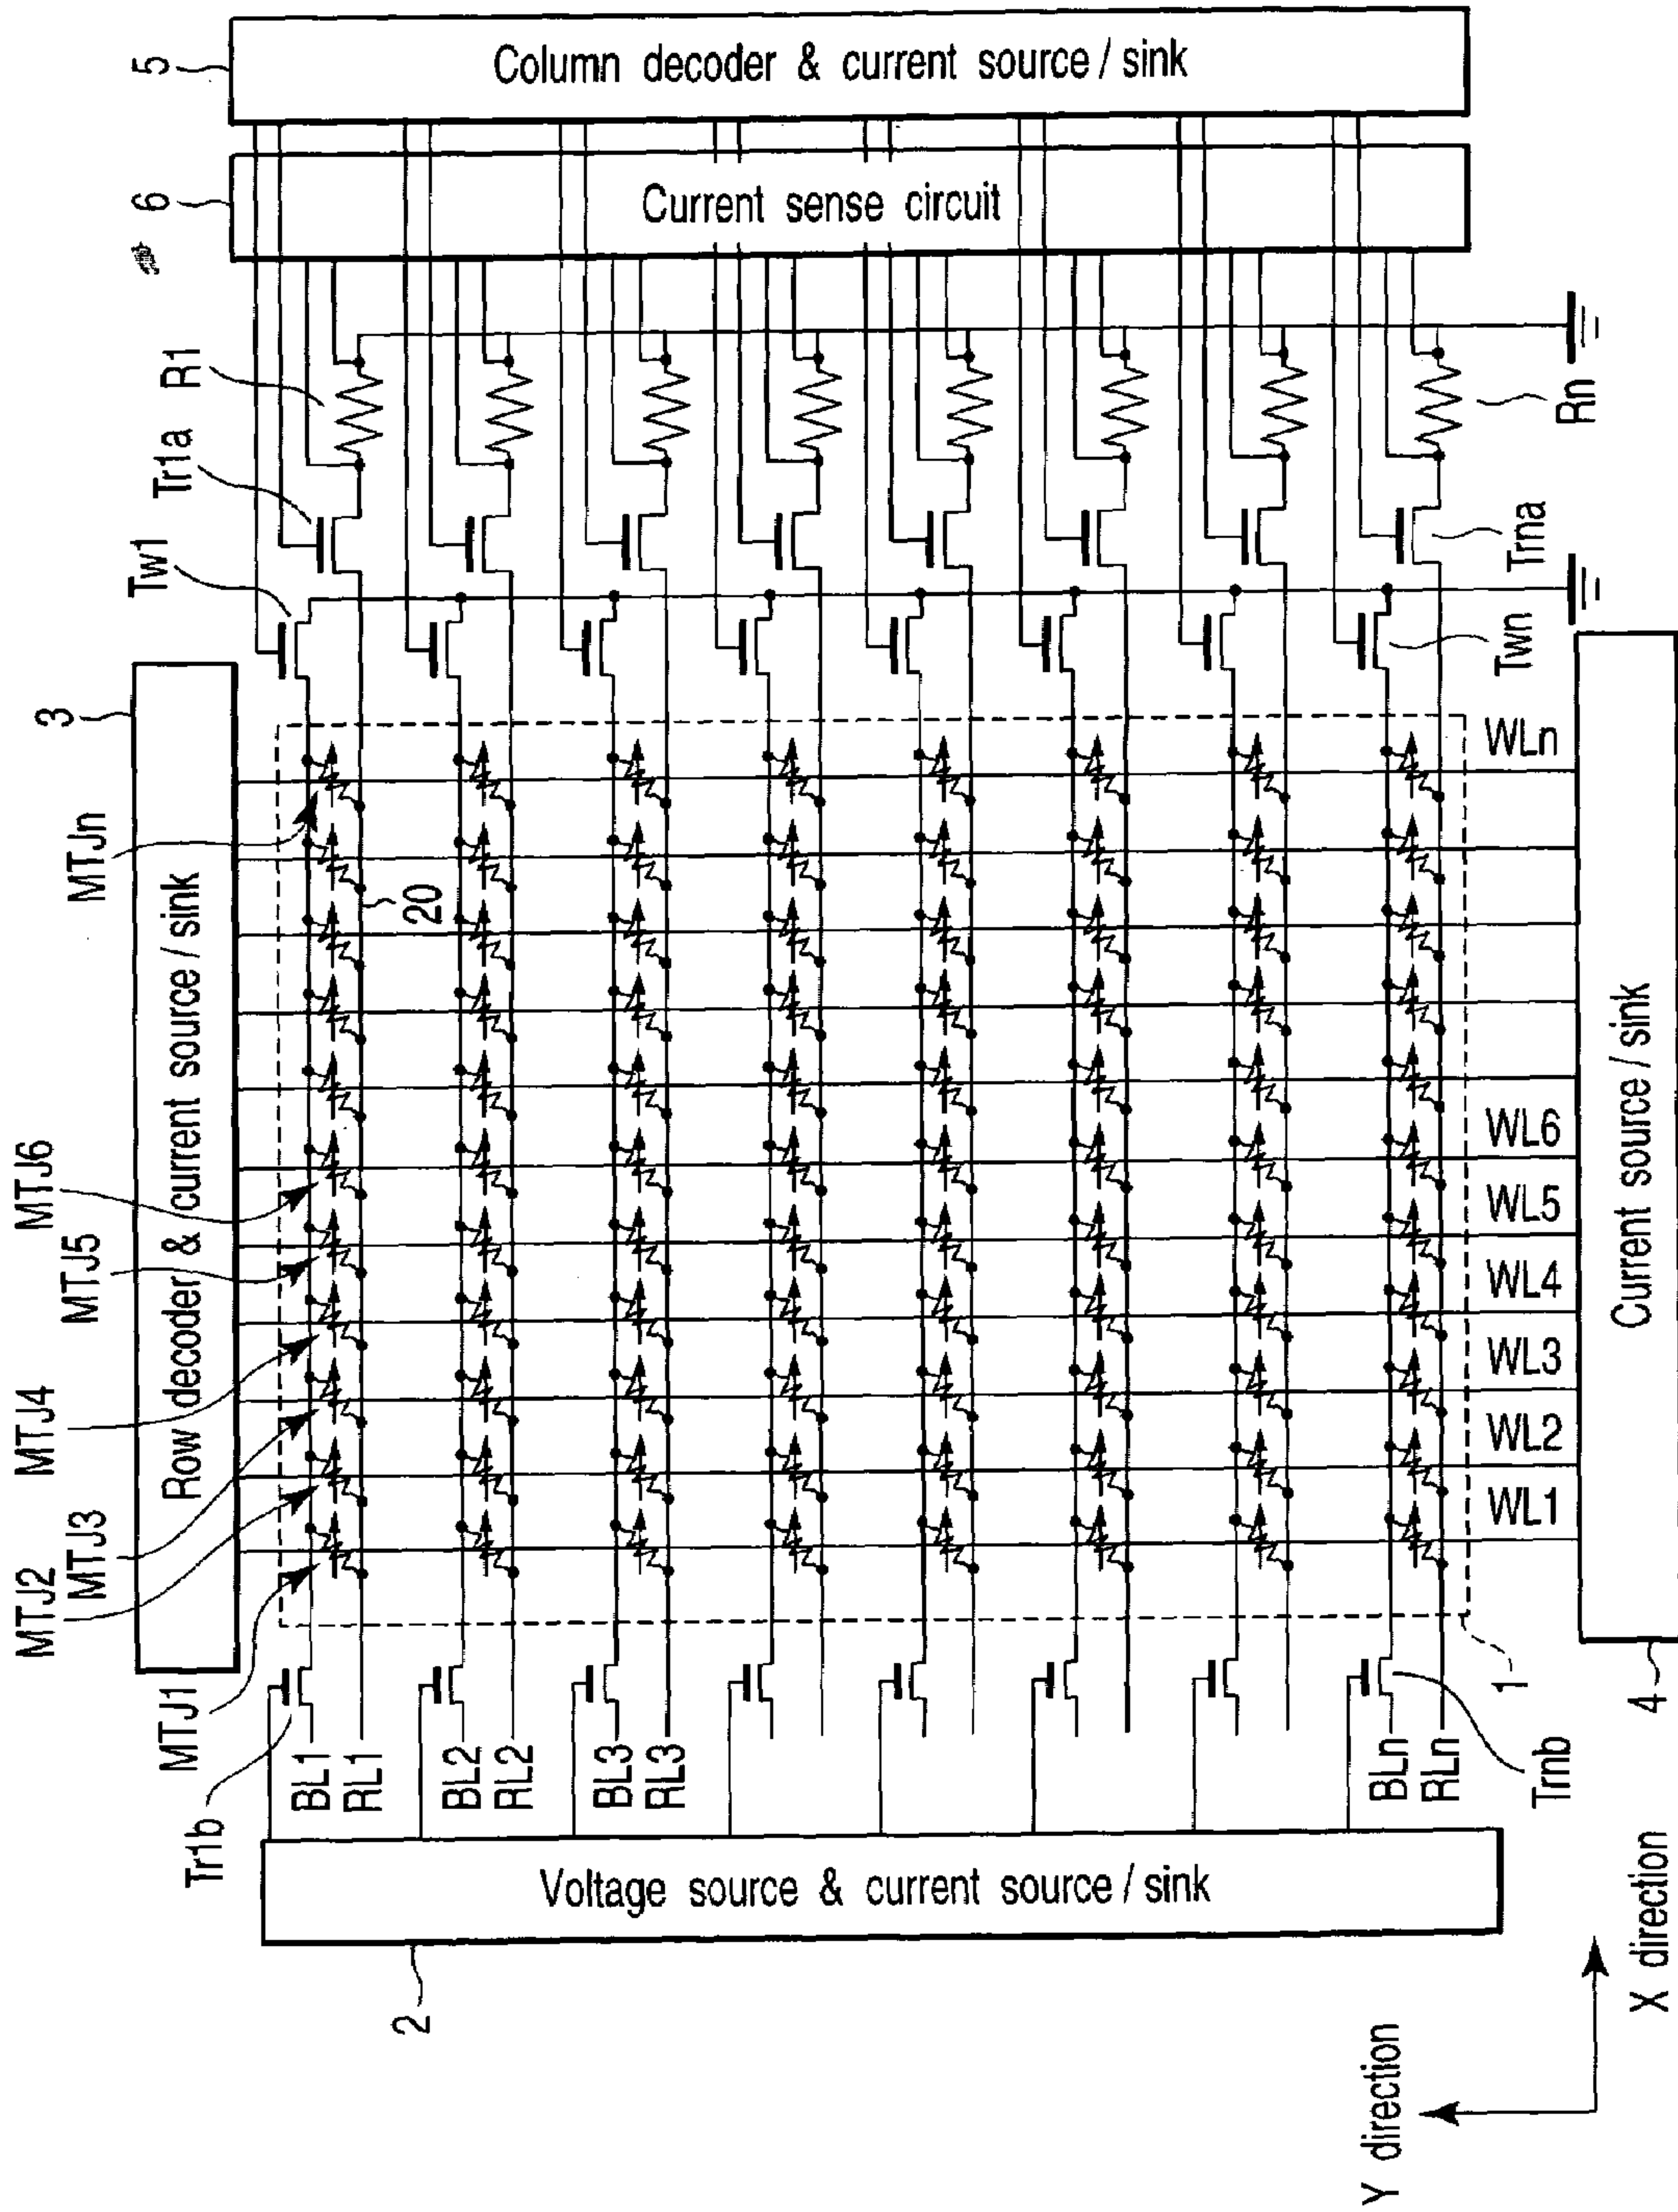 5
Column decoder & current source / sink
6
Current sense circuit
R1
Tr1a
Tw1
Rn
Trna
Twn
3
Row decoder & current source / sink
MTJn
20
WLn
MTJ6
MTJ5
MTJ4
MTJ3
MTJ2
MTJ1
WL6
WL5
WL4
WL3
WL2
WL1
Current source / sink
4
1
Tr1b
BL1
RL1
BL2
RL2
BL3
RL3
BLn
RLn
Trnb
Voltage source & current source / sink
2
Y direction
X direction